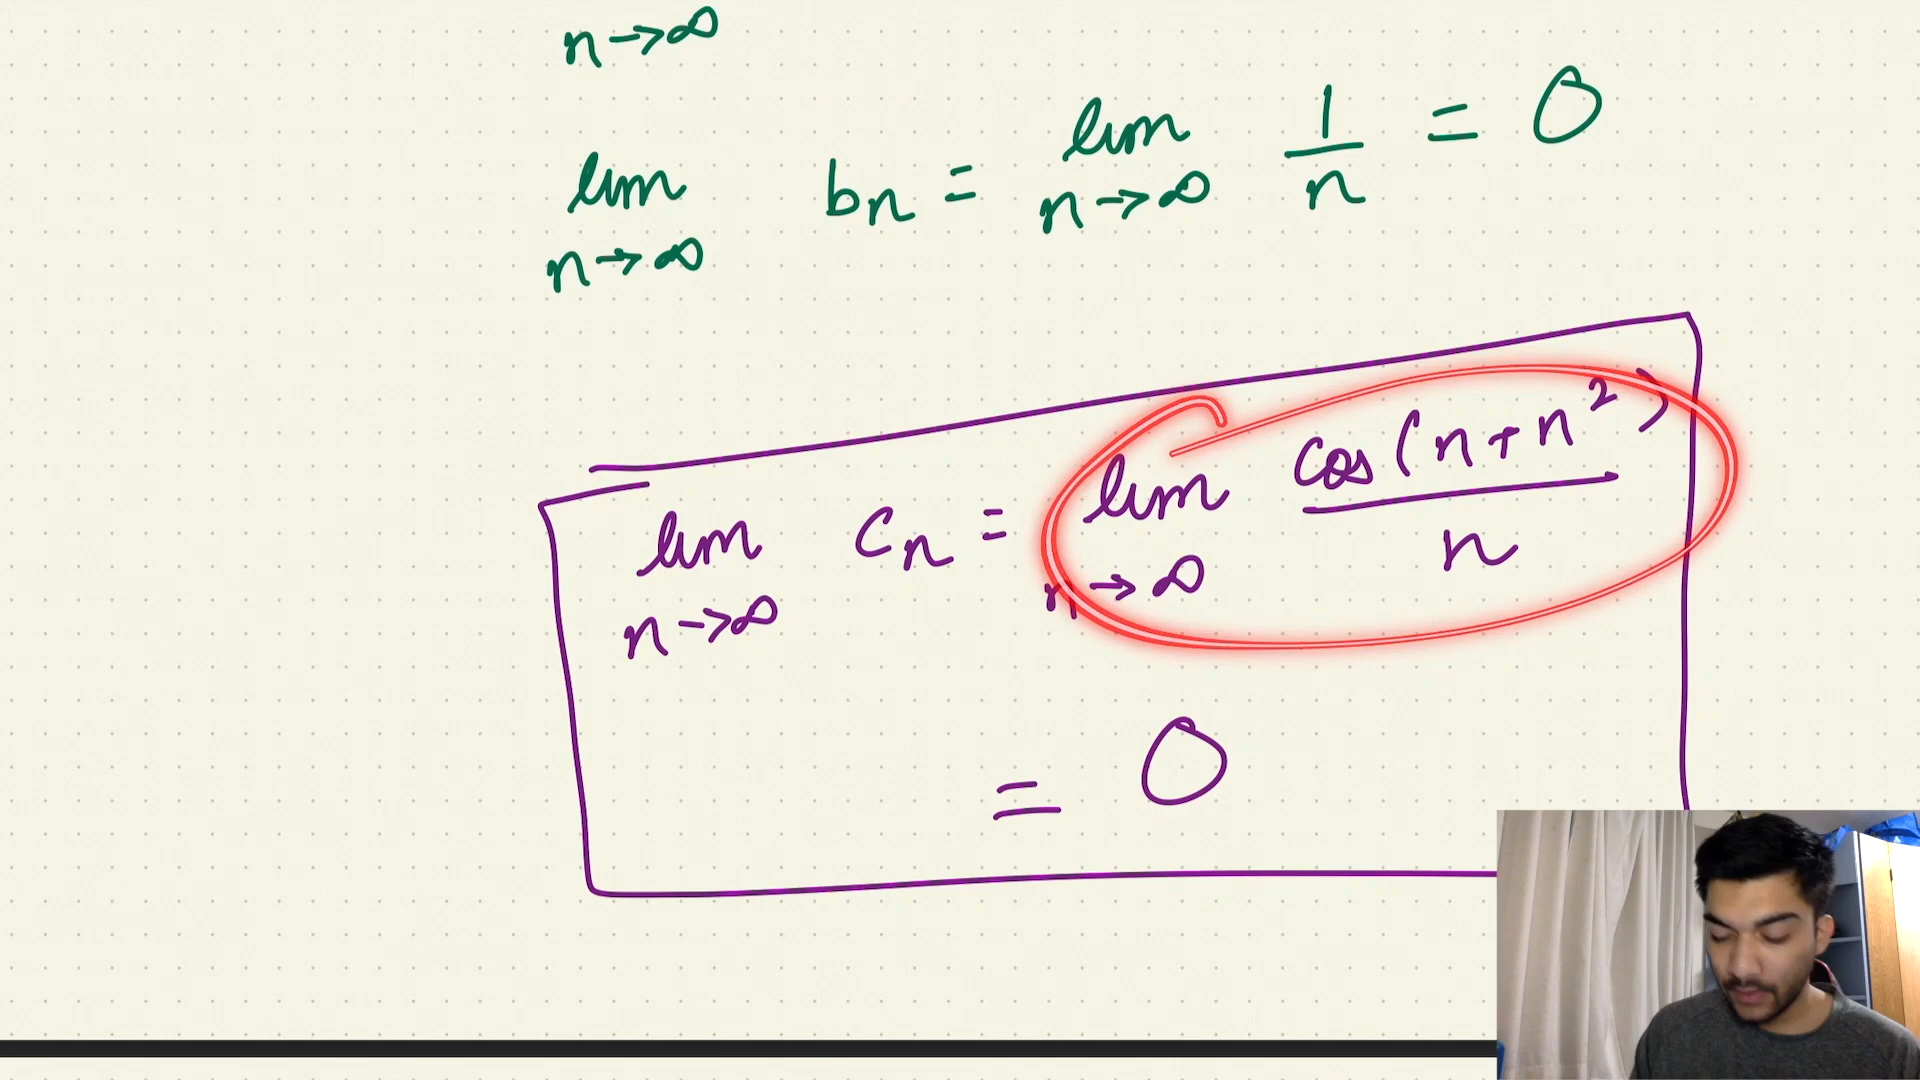 n→∞
lim bn = lim 1/n = 0
n→∞ n→∞
lim cn = lim cos(n+n²)/n
n→∞ n→∞
= 0